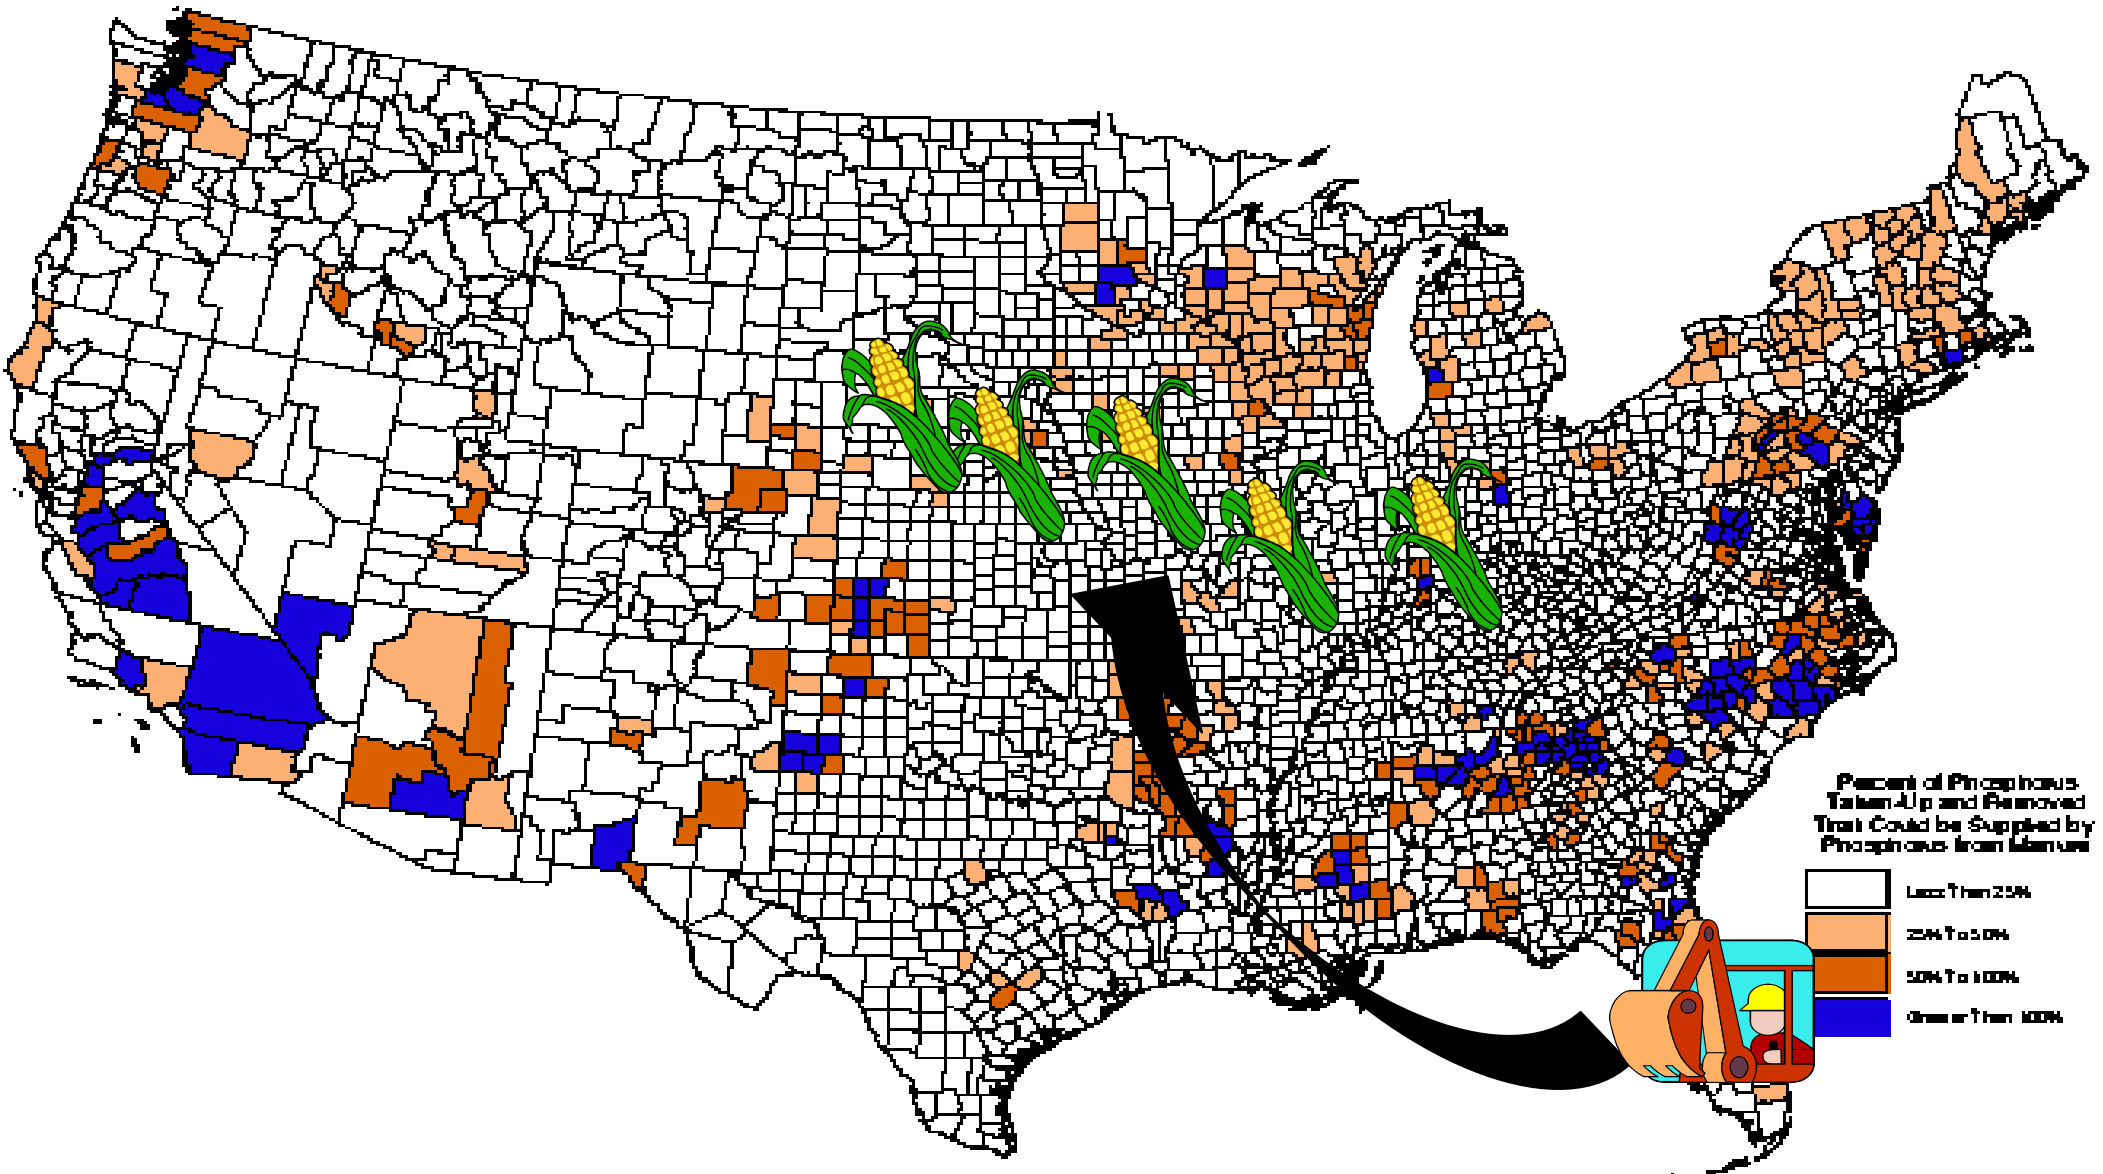 Percent of Phosphorus
Taken-Up and Removed
That Could be Supplied by
Phosphorus from Manure
Less Than 25%
25% To 50%
50% To 100%
Greater Than 100%